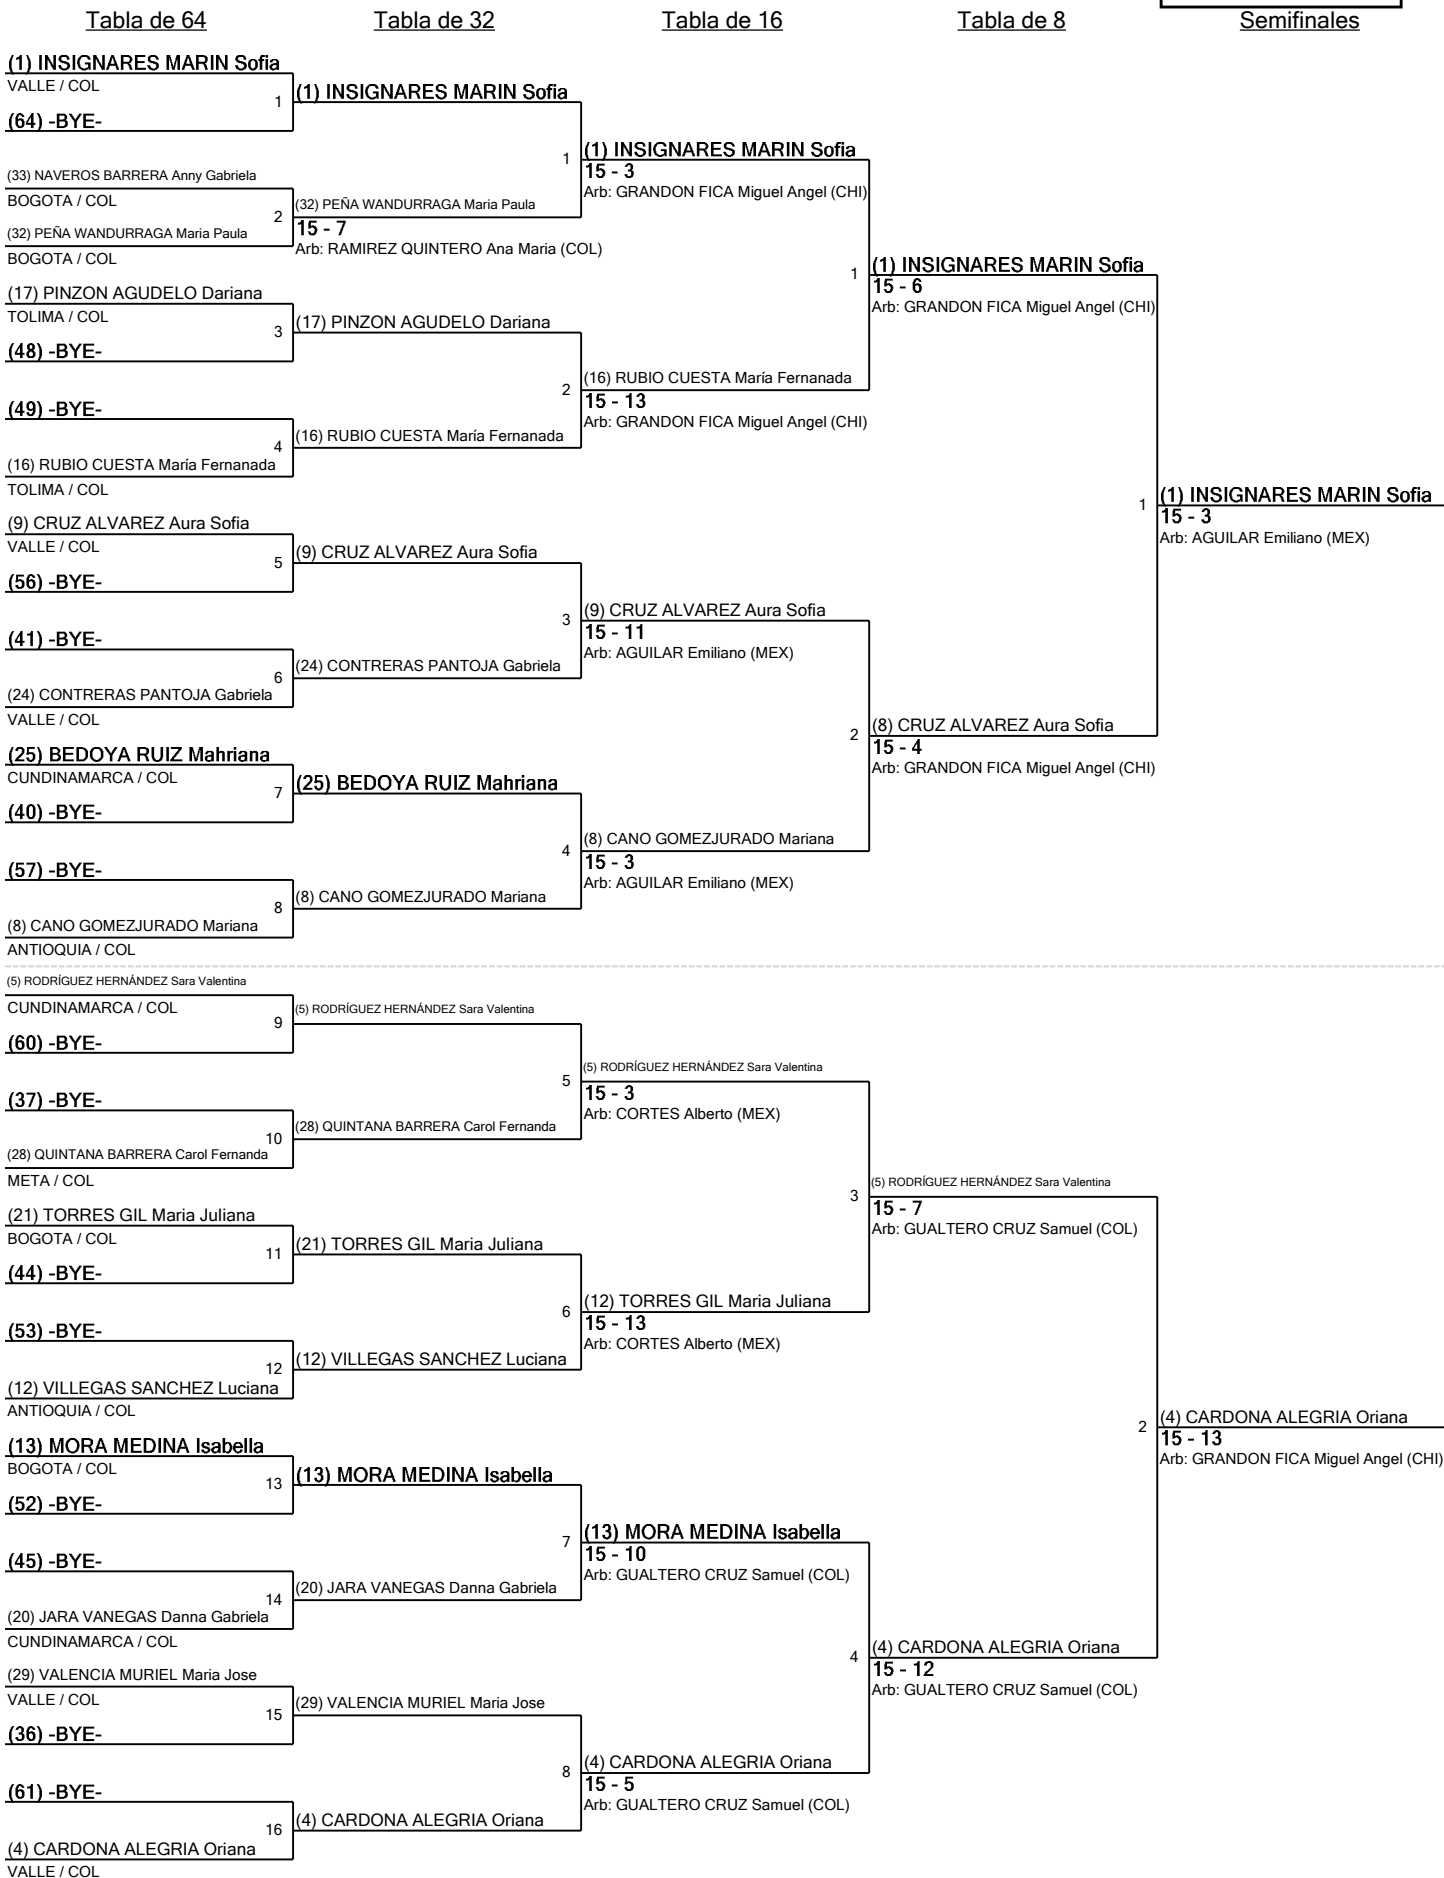 Tabla de 64
Tabla de 32
Tabla de 16
Tabla de 8
Semifinales
(1) INSIGNARES MARIN Sofia
VALLE / COL
1
(64) -BYE-
(33) NAVEROS BARRERA Anny Gabriela
BOGOTA / COL
2
(32) PEÑA WANDURRAGA Maria Paula
BOGOTA / COL
(17) PINZON AGUDELO Dariana
TOLIMA / COL
3
(48) -BYE-
(49) -BYE-
4
(16) RUBIO CUESTA María Fernanada
TOLIMA / COL
(9) CRUZ ALVAREZ Aura Sofia
VALLE / COL
5
(56) -BYE-
(41) -BYE-
6
(24) CONTRERAS PANTOJA Gabriela
VALLE / COL
(25) BEDOYA RUIZ Mahriana
CUNDINAMARCA / COL
7
(40) -BYE-
(57) -BYE-
8
(8) CANO GOMEZJURADO Mariana
ANTIOQUIA / COL
(5) RODRÍGUEZ HERNÁNDEZ Sara Valentina
CUNDINAMARCA / COL
9
(60) -BYE-
(37) -BYE-
10
(28) QUINTANA BARRERA Carol Fernanda
META / COL
(21) TORRES GIL Maria Juliana
BOGOTA / COL
11
(44) -BYE-
(53) -BYE-
12
(12) VILLEGAS SANCHEZ Luciana
ANTIOQUIA / COL
(13) MORA MEDINA Isabella
BOGOTA / COL
13
(52) -BYE-
(45) -BYE-
14
(20) JARA VANEGAS Danna Gabriela
CUNDINAMARCA / COL
(29) VALENCIA MURIEL Maria Jose
VALLE / COL
15
(36) -BYE-
(61) -BYE-
16
(4) CARDONA ALEGRIA Oriana
VALLE / COL
(1) INSIGNARES MARIN Sofia
1
(32) PEÑA WANDURRAGA Maria Paula
15 - 7
Arb: RAMIREZ QUINTERO Ana Maria (COL)
(17) PINZON AGUDELO Dariana
2
(16) RUBIO CUESTA María Fernanada
(9) CRUZ ALVAREZ Aura Sofia
3
(24) CONTRERAS PANTOJA Gabriela
(25) BEDOYA RUIZ Mahriana
4
(8) CANO GOMEZJURADO Mariana
(5) RODRÍGUEZ HERNÁNDEZ Sara Valentina
5
(28) QUINTANA BARRERA Carol Fernanda
(21) TORRES GIL Maria Juliana
6
(12) VILLEGAS SANCHEZ Luciana
(13) MORA MEDINA Isabella
7
(20) JARA VANEGAS Danna Gabriela
(29) VALENCIA MURIEL Maria Jose
8
(4) CARDONA ALEGRIA Oriana
(1) INSIGNARES MARIN Sofia
15 - 3
Arb: GRANDON FICA Miguel Angel (CHI)
1
(16) RUBIO CUESTA María Fernanada
15 - 13
Arb: GRANDON FICA Miguel Angel (CHI)
(9) CRUZ ALVAREZ Aura Sofia
15 - 11
Arb: AGUILAR Emiliano (MEX)
2
(8) CANO GOMEZJURADO Mariana
15 - 3
Arb: AGUILAR Emiliano (MEX)
(5) RODRÍGUEZ HERNÁNDEZ Sara Valentina
15 - 3
Arb: CORTES Alberto (MEX)
3
(12) TORRES GIL Maria Juliana
15 - 13
Arb: CORTES Alberto (MEX)
(13) MORA MEDINA Isabella
15 - 10
Arb: GUALTERO CRUZ Samuel (COL)
4
(4) CARDONA ALEGRIA Oriana
15 - 5
Arb: GUALTERO CRUZ Samuel (COL)
(1) INSIGNARES MARIN Sofia
15 - 6
Arb: GRANDON FICA Miguel Angel (CHI)
1
(8) CRUZ ALVAREZ Aura Sofia
15 - 4
Arb: GRANDON FICA Miguel Angel (CHI)
(5) RODRÍGUEZ HERNÁNDEZ Sara Valentina
15 - 7
Arb: GUALTERO CRUZ Samuel (COL)
2
(4) CARDONA ALEGRIA Oriana
15 - 12
Arb: GUALTERO CRUZ Samuel (COL)
(1) INSIGNARES MARIN Sofia
15 - 3
Arb: AGUILAR Emiliano (MEX)
(4) CARDONA ALEGRIA Oriana
15 - 13
Arb: GRANDON FICA Miguel Angel (CHI)